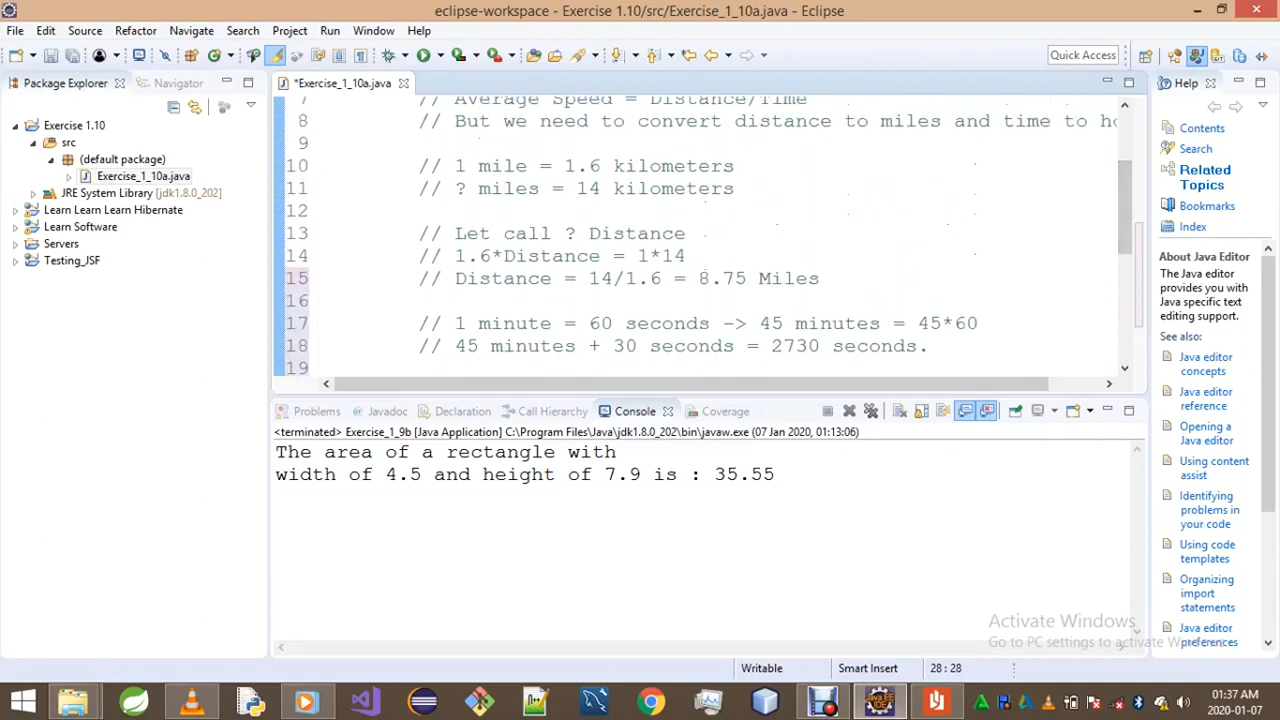 eclipse-workspace - Exercise 1.10/src/Exercise_1_10a.java - Eclipse
File Edit Source Refactor Navigate Search Project Run Window Help
Quick Access
Package Explorer Navigator
Exercise 1.10
src
(default package)
Exercise_1_10a.java
JRE System Library [jdk1.8.0_202]
Learn Learn Learn Hibernate
Learn Software
Servers
Testing_JSF
*Exercise_1_10a.java
7 // Average Speed = Distance/Time
8 // But we need to convert distance to miles and time to ho
9
10 // 1 mile = 1.6 kilometers
11 // ? miles = 14 kilometers
12
13 // Let call ? Distance
14 // 1.6*Distance = 1*14
15 // Distance = 14/1.6 = 8.75 Miles
16
17 // 1 minute = 60 seconds -> 45 minutes = 45*60
18 // 45 minutes + 30 seconds = 2730 seconds.
19
Problems Javadoc Declaration Call Hierarchy Console Coverage
<terminated> Exercise_1_9b [Java Application] C:\Program Files\Java\jdk1.8.0_202\bin\javaw.exe (07 Jan 2020, 01:13:06)
The area of a rectangle with
width of 4.5 and height of 7.9 is : 35.55
Help
Contents
Search
Related
Topics
Bookmarks
Index
About Java Editor
The Java editor
provides you with
Java specific text
editing support.
See also:
Java editor
concepts
Java editor
reference
Opening a
Java editor
Using content
assist
Identifying
problems in
your code
Using code
templates
Organizing
import
statements
Java editor
preferences
Activate Windows
Go to PC settings to activate Windows.
Writable Smart Insert 28 : 28
01:37 AM
2020-01-07